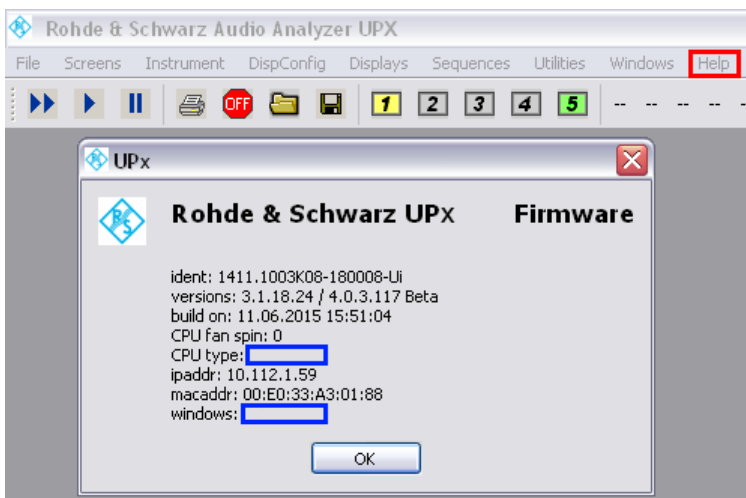 Rohde & Schwarz Audio Analyzer UPX
File Screens Instrument DispConfig Displays Sequences Utilities Windows Help
OFF 1 2 3 4 5 -- -- -- -- -
UPx
R&S Rohde & Schwarz UPx Firmware
ident: 1411.1003K08-180008-Ui
versions: 3.1.18.24 / 4.0.3.117 Beta
build on: 11.06.2015 15:51:04
CPU fan spin: 0
CPU type:
ipaddr: 10.112.1.59
macaddr: 00:E0:33:A3:01:88
windows:
OK